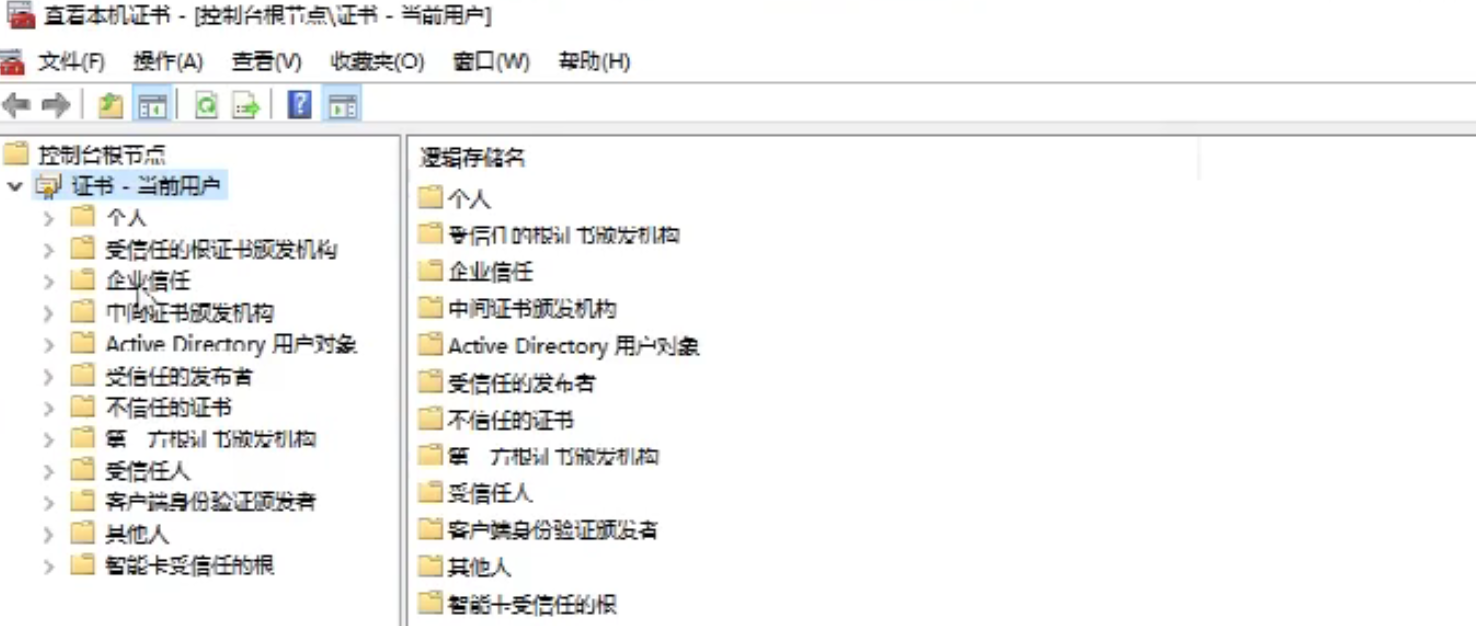 查看本机证书 - [控制台根节点\证书 - 当前用户]
文件(F) 操作(A) 查看(V) 收藏夹(O) 窗口(W) 帮助(H)
控制台根节点
证书 - 当前用户
个人
受信任的根证书颁发机构
企业信任
中间证书颁发机构
Active Directory 用户对象
受信任的发布者
不信任的证书
第三方根证书颁发机构
受信任人
客户端身份验证颁发者
其他人
智能卡受信任的根
逻辑存储名
个人
受信任的根证书颁发机构
企业信任
中间证书颁发机构
Active Directory 用户对象
受信任的发布者
不信任的证书
第三方根证书颁发机构
受信任人
客户端身份验证颁发者
其他人
智能卡受信任的根